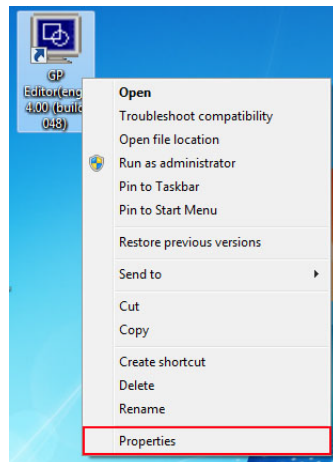 GP
Editor(eng
4.00 (build
048)
Open
Troubleshoot compatibility
Open file location
Run as administrator
Pin to Taskbar
Pin to Start Menu
Restore previous versions
Send to
Cut
Copy
Create shortcut
Delete
Rename
Properties